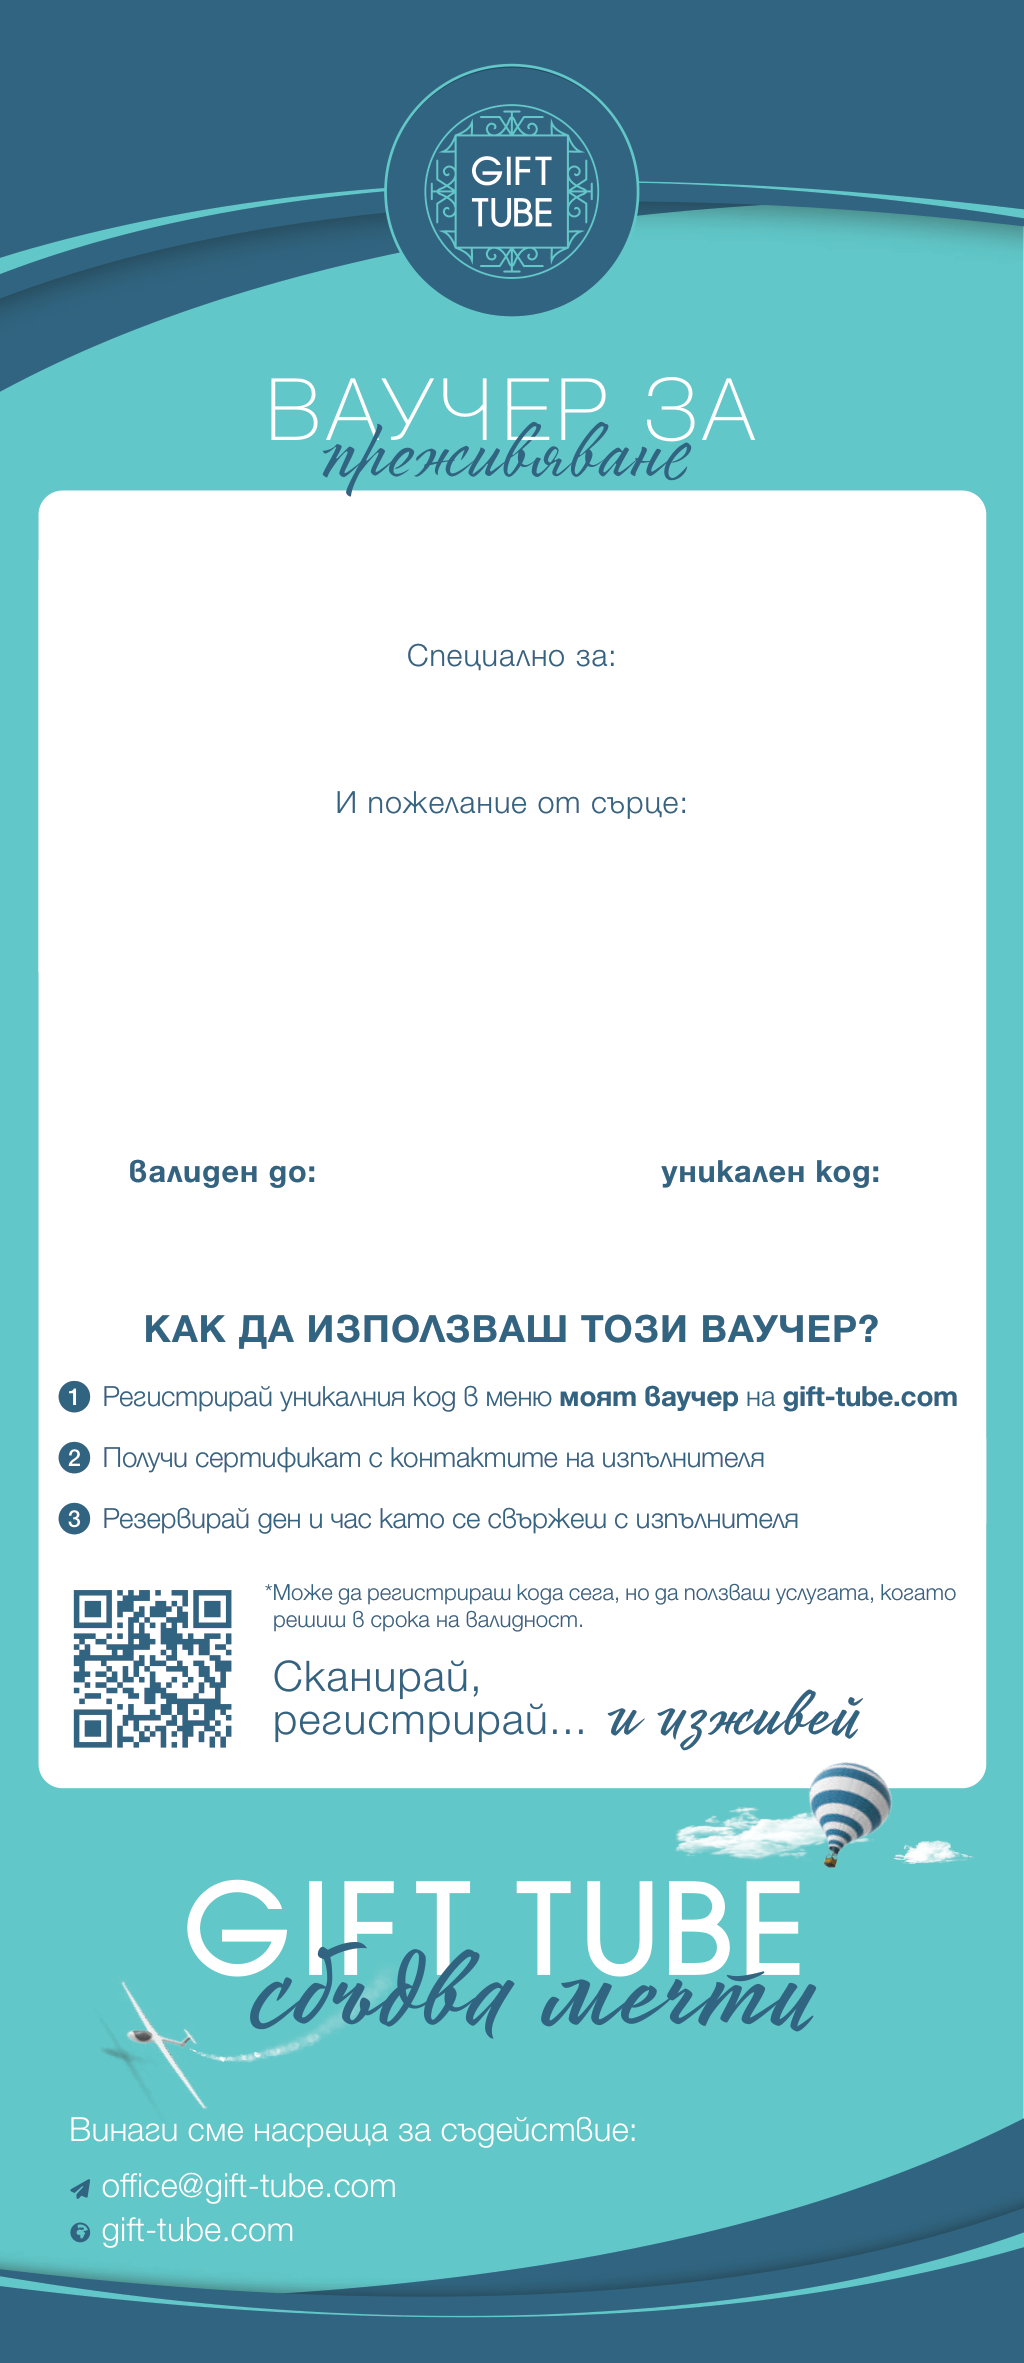 GIFT
TUBE
ВАУЧЕР ЗА
преживяване
Специално за:
И пожелание от сърце:
валиден до:
уникален код:
КАК ДА ИЗПОЛЗВАШ ТОЗИ ВАУЧЕР?
1 Регистрирай уникалния код в меню моят ваучер на gift-tube.com
2 Получи сертификат с контактите на изпълнителя
3 Резервирай ден и час като се свържеш с изпълнителя
*Може да регистрираш кода сега, но да ползваш услугата, когато
решиш в срока на валидност.
Сканирай,
регистрирай... и изживей
GIFT TUBE
сбъдва мечти
Винаги сме насреща за съдействие:
office@gift-tube.com
gift-tube.com